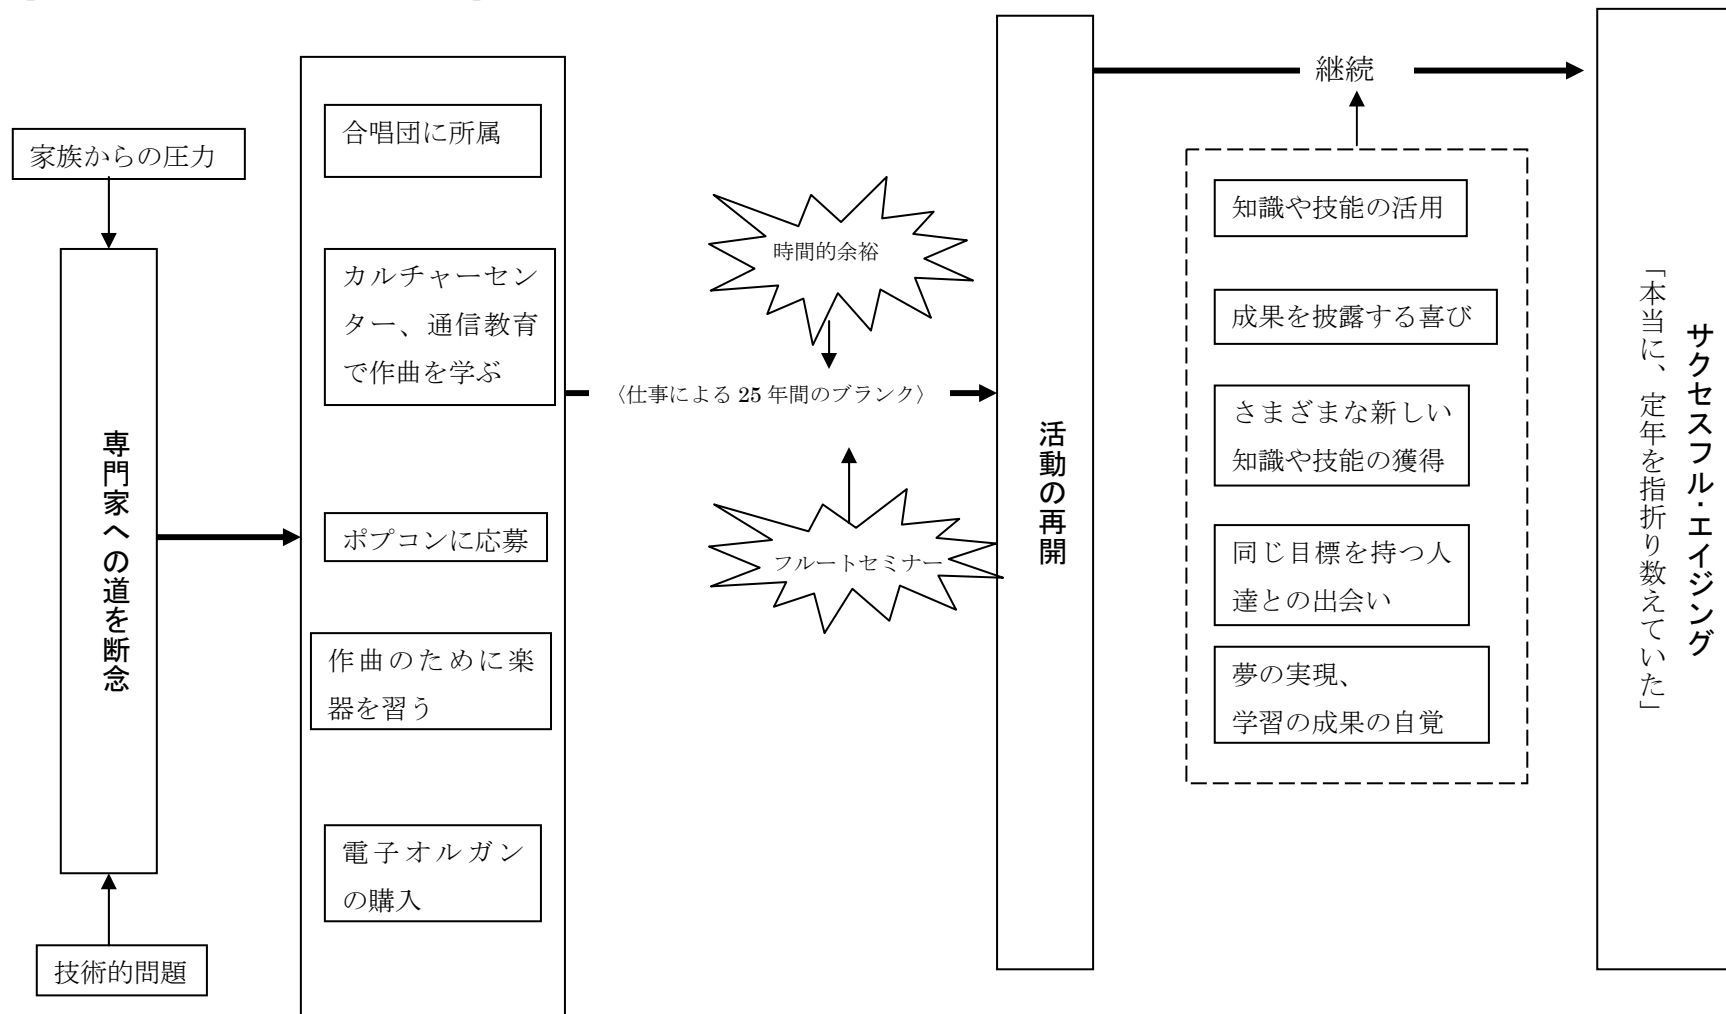 家族からの圧力
専門家への道を断念
技術的問題
合唱団に所属
カルチャーセン
ター、通信教育
で作曲を学ぶ
ポプコンに応募
作曲のために楽
器を習う
電子オルガン
の購入
時間的余裕
〈仕事による 25 年間のブランク〉
フルートセミナー
活動の再開
継続
知識や技能の活用
成果を披露する喜び
さまざまな新しい
知識や技能の獲得
同じ目標を持つ人
達との出会い
夢の実現、
学習の成果の自覚
サクセスフル・エイジング
「本当に、定年を指折り数えていた」